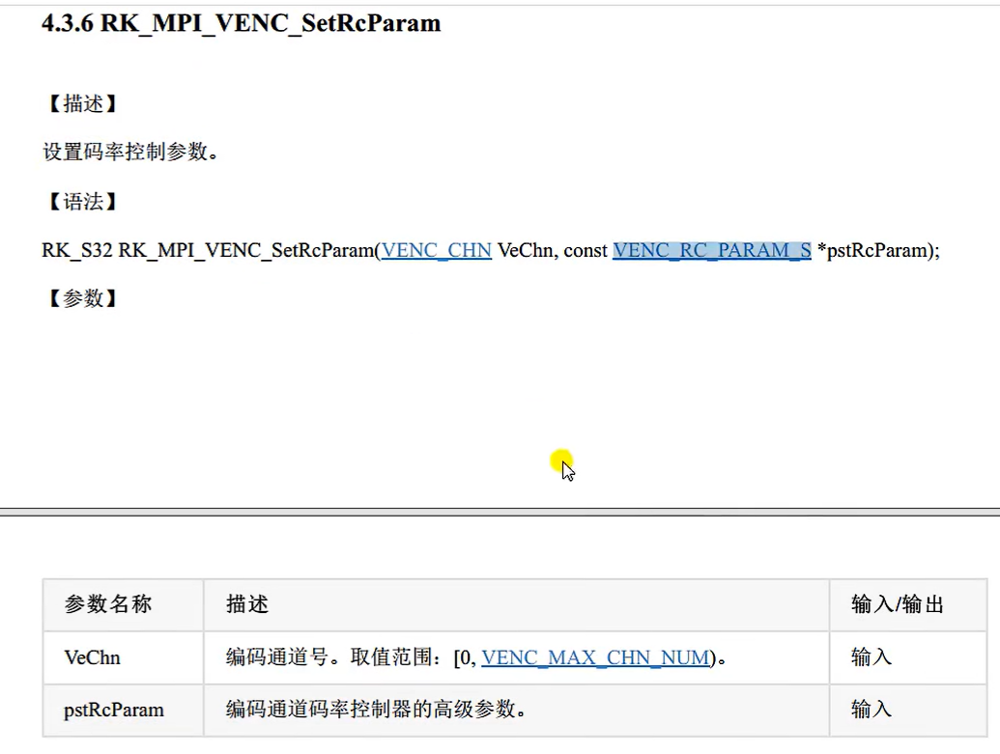 4.3.6 RK_MPI_VENC_SetRcParam
【描述】
设置码率控制参数。
【语法】
RK_S32 RK_MPI_VENC_SetRcParam(VENC_CHN VeChn, const VENC_RC_PARAM_S *pstRcParam);
【参数】
参数名称 描述 输入/输出
VeChn 编码通道号。取值范围：[0, VENC_MAX_CHN_NUM)。 输入
pstRcParam 编码通道码率控制器的高级参数。 输入